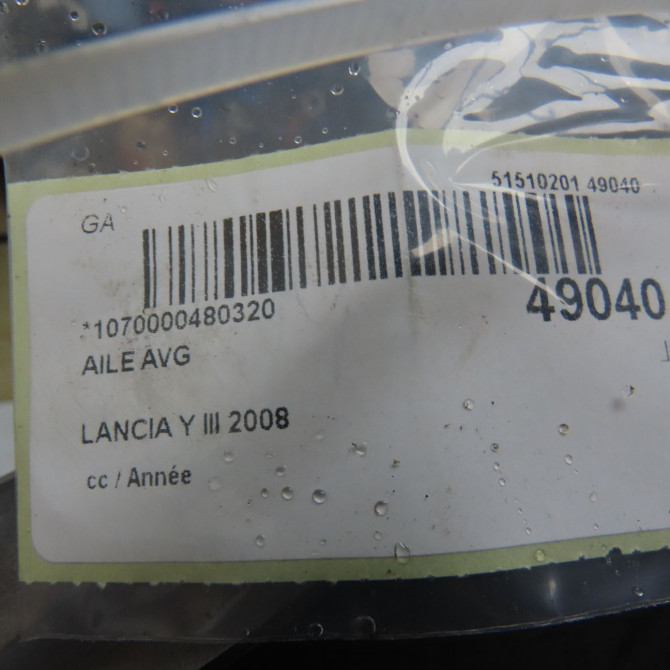 51510201 49040
GA
49040
*1070000480320
AILE AVG
LANCIA Y III 2008
cc / Année